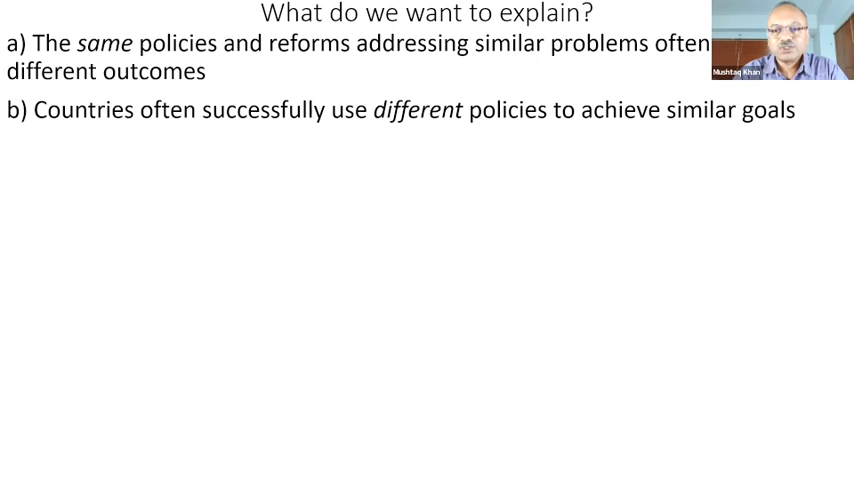 What do we want to explain?
a) The same policies and reforms addressing similar problems often
different outcomes
b) Countries often successfully use different policies to achieve similar goals
Mushtaq Khan